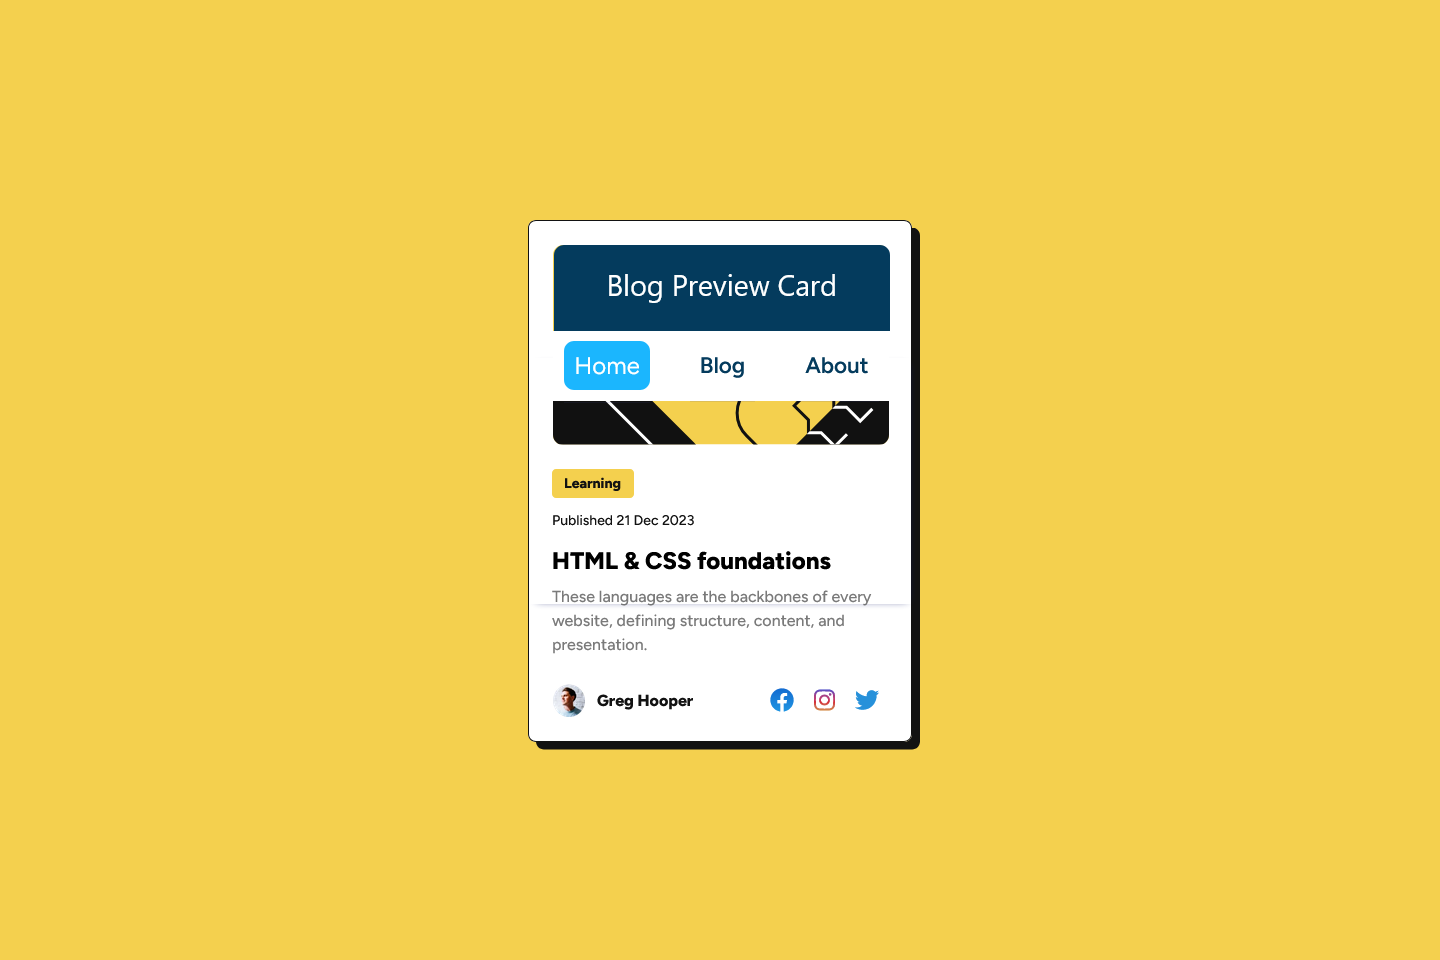 Blog Preview Card
Home Blog About
Learning
Published 21 Dec 2023
HTML & CSS foundations
These languages are the backbones of every
website, defining structure, content, and
presentation.
Greg Hooper